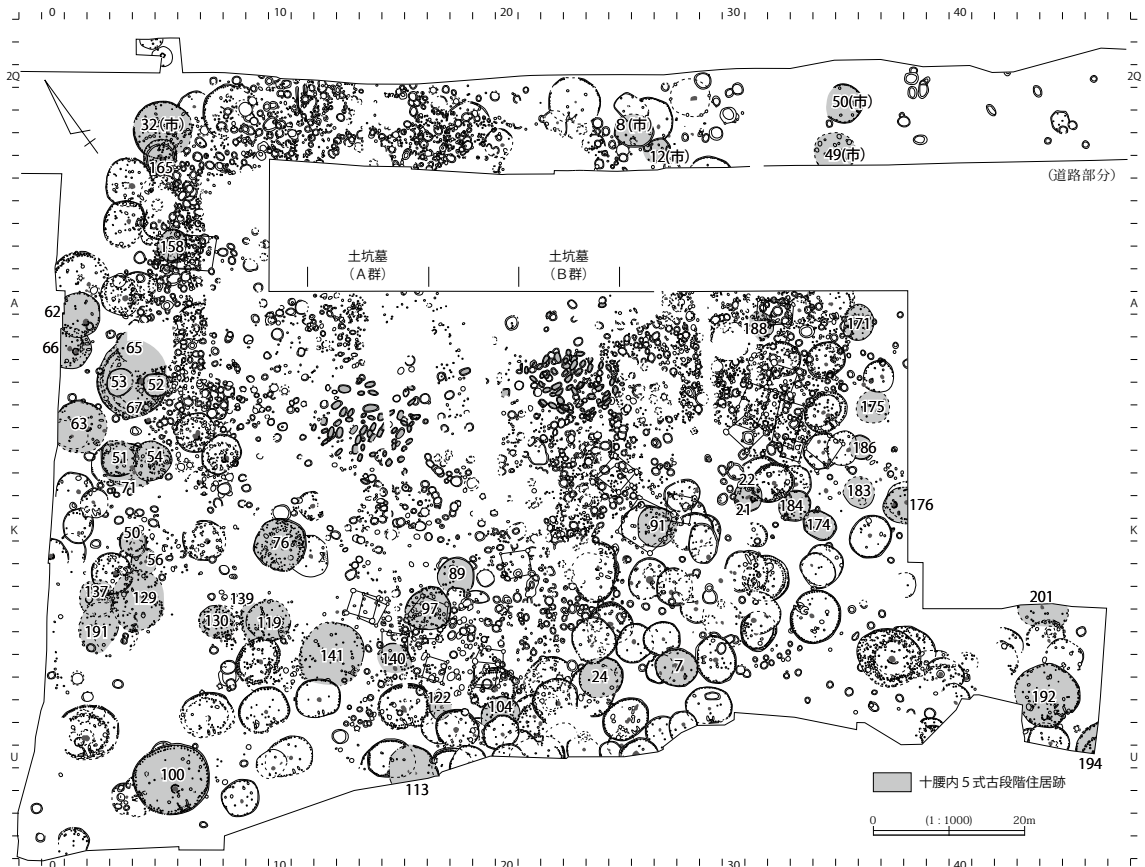 0 10 20 30 40
2Q 2Q
32(市) 8(市) 50(市)
165 12(市) 49(市)
(道路部分)
158
土坑墓 土坑墓
(A群) (B群)
A A
62 188 171
66 65
53 52
67 175
63
51 54 186
71 22 183
21 184 176
K 50 91 174 K
76
56
89
137 129 139 97 201
191 130 119
141 140 7
24 192
122 104
U 100 194 U
113
十腰内5式古段階住居跡
0 (1:1000) 20m
0 10 20 30 40